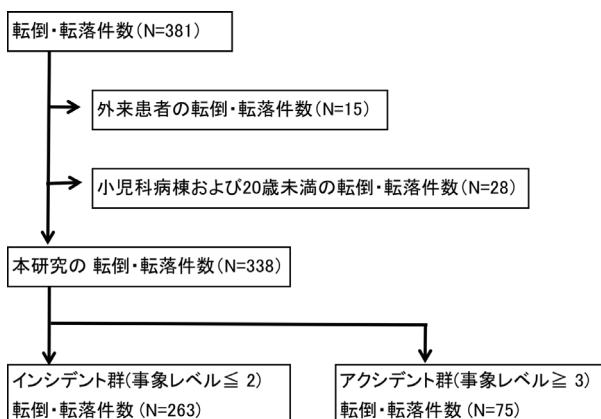 転倒・転落件数(N=381)
外来患者の転倒・転落件数(N=15)
小児科病棟および20歳未満の転倒・転落件数(N=28)
本研究の 転倒・転落件数(N=338)
インシデント群(事象レベル≦ 2)
転倒・転落件数 (N=263)
アクシデント群(事象レベル≧ 3)
転倒・転落件数(N=75)